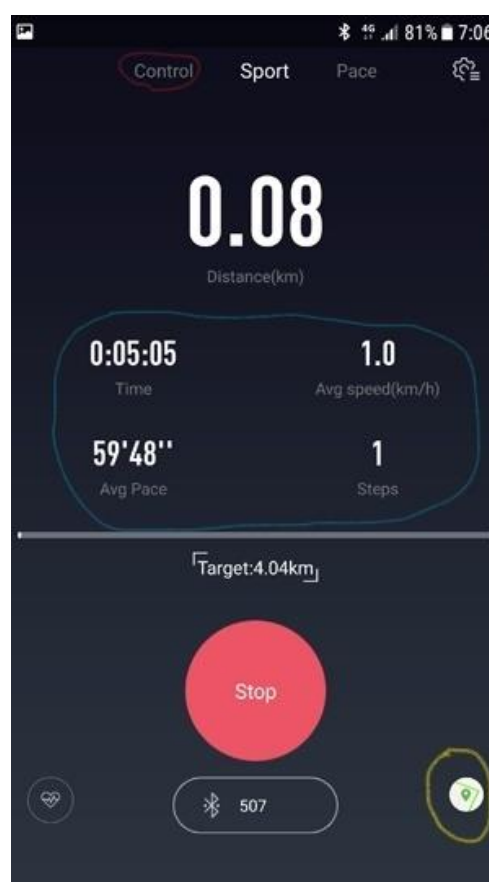 4G 81% 7:06
Control Sport Pace
0.08
Distance(km)
0:05:05 1.0
Time Avg speed(km/h)
59'48'' 1
Avg Pace Steps
Target:4.04km
Stop
507